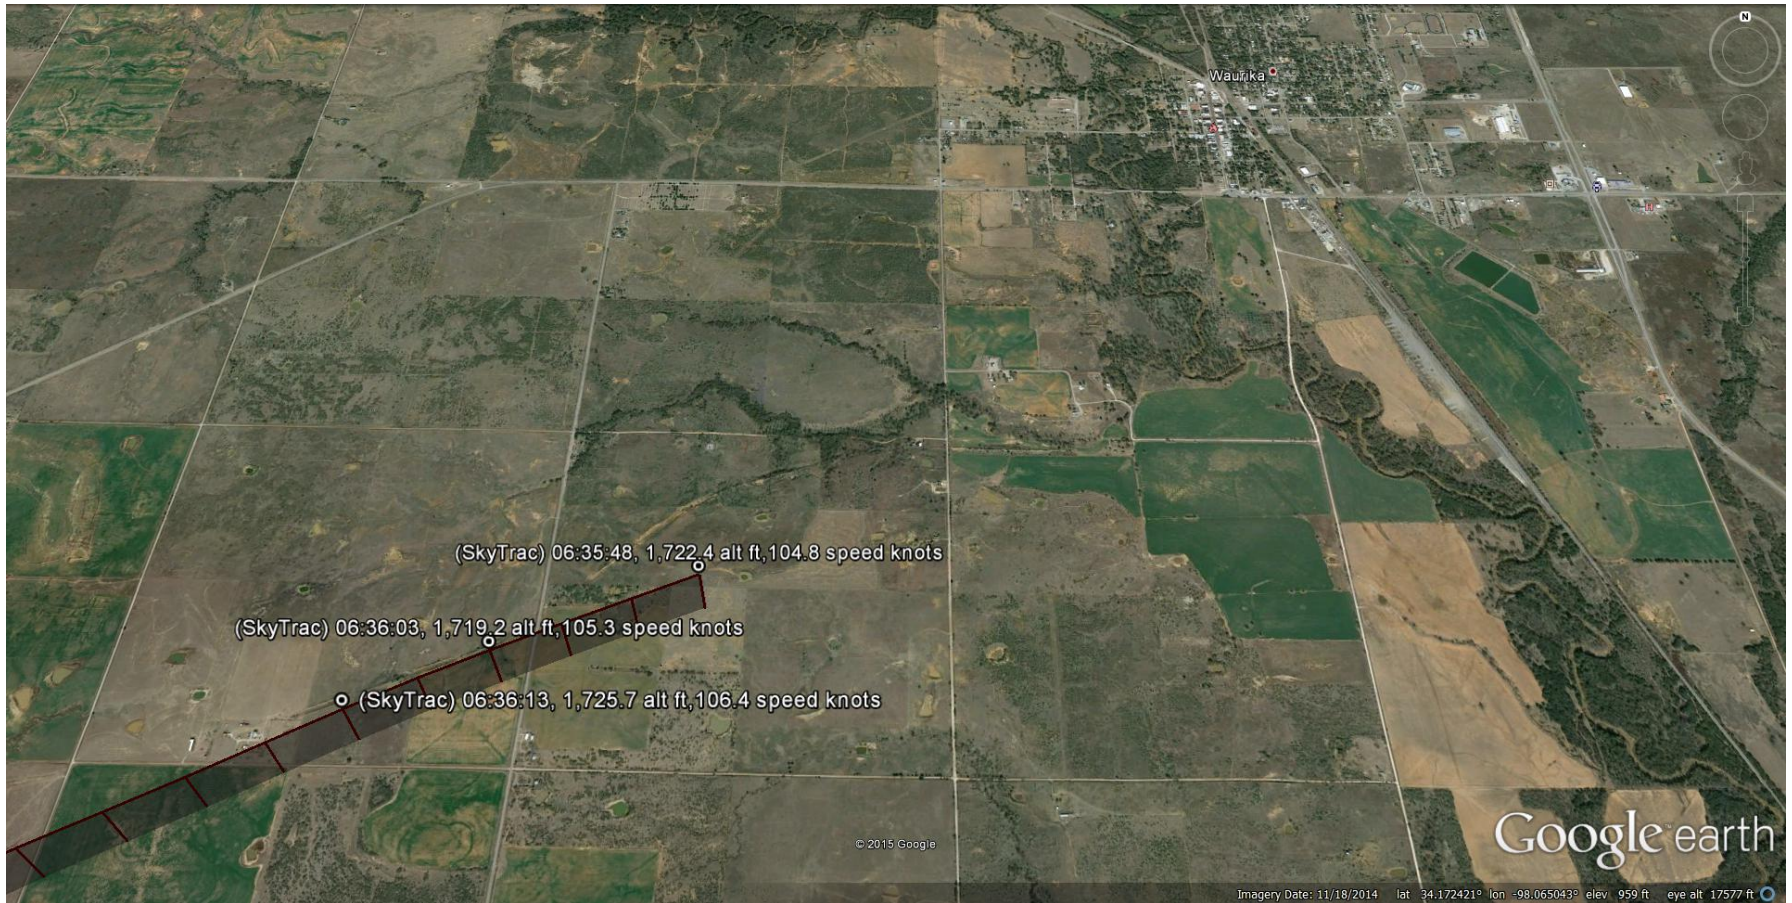 N
Waurika
(SkyTrac) 06:35:48, 1,722.4 alt ft,104.8 speed knots
(SkyTrac) 06:36:03, 1,719.2 alt ft,105.3 speed knots
(SkyTrac) 06:36:13, 1,725.7 alt ft,106.4 speed knots
© 2015 Google
Google earth
Imagery Date: 11/18/2014 lat 34.172421° lon -98.065043° elev 959 ft eye alt 17577 ft